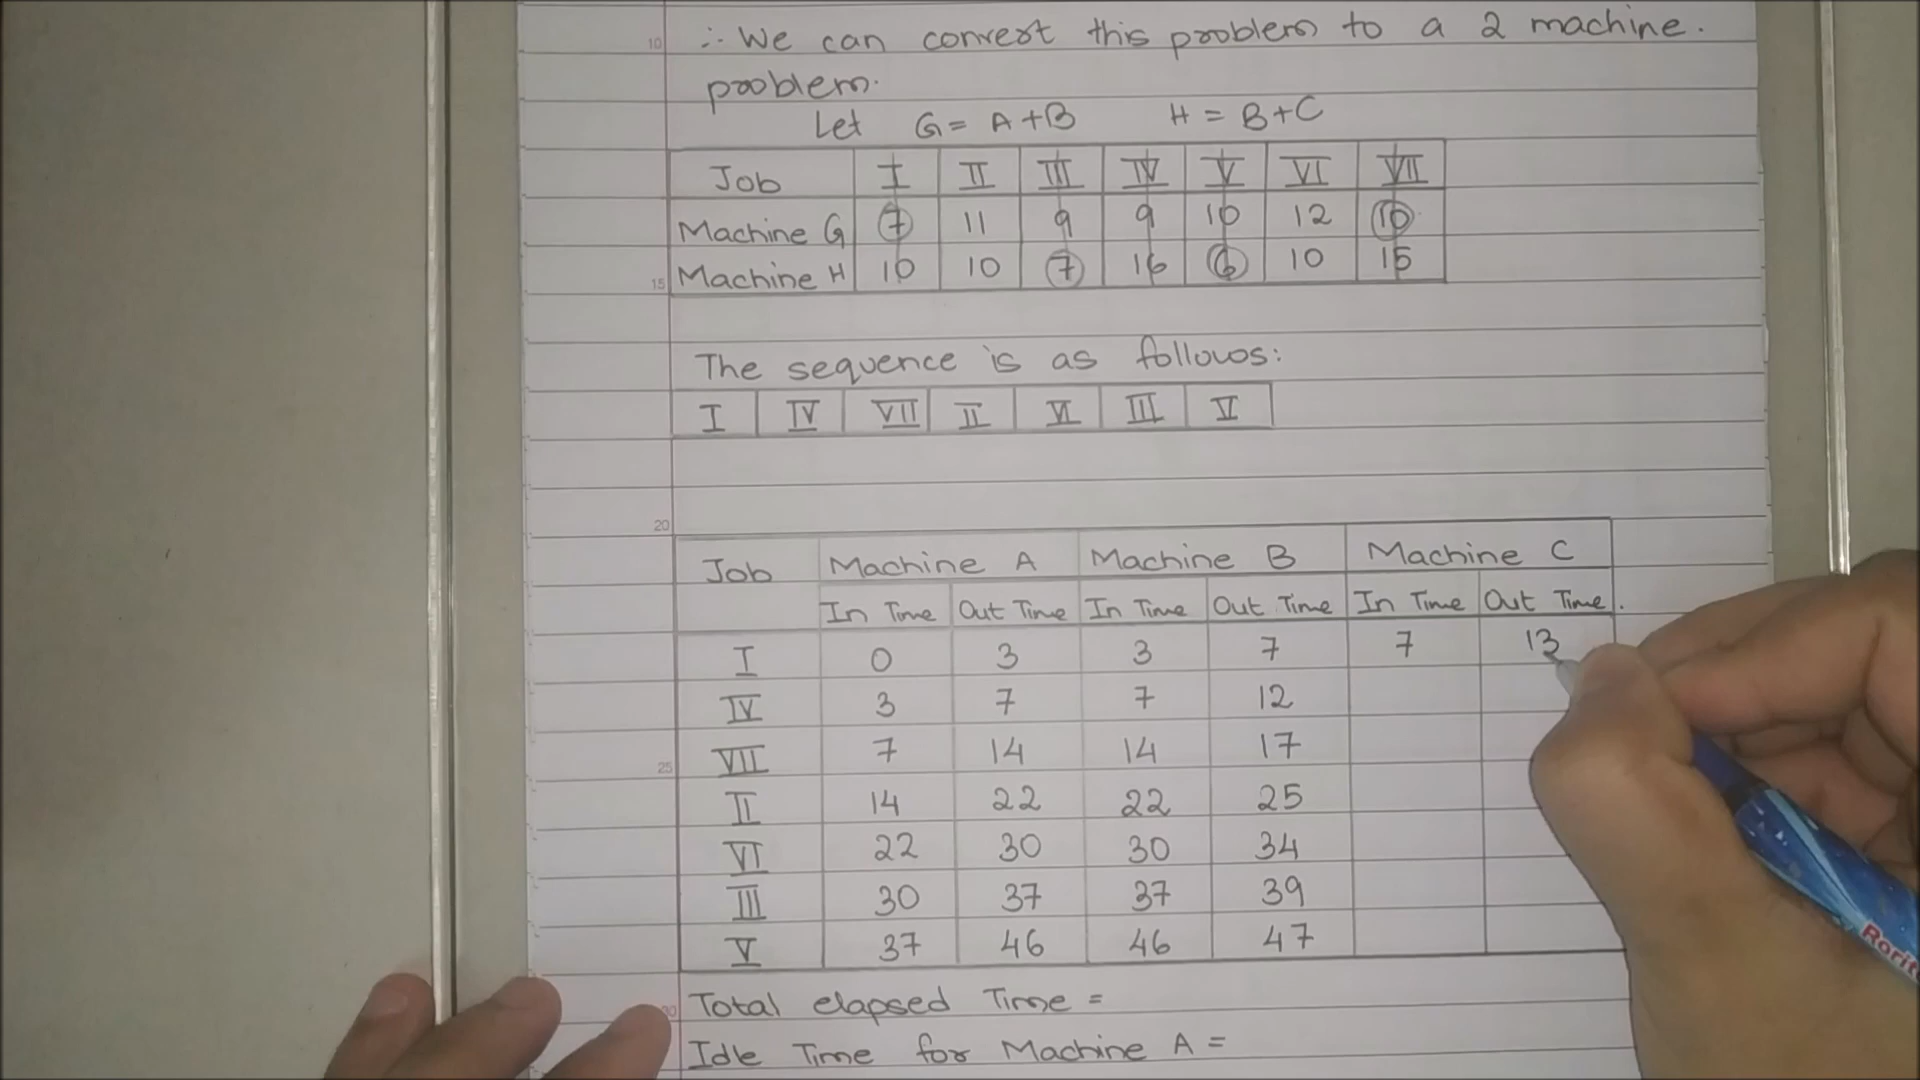 10 ∴ We can convert this problem to a 2 machine.
problem.
Let G = A+B H = B+C
Job I II III IV V VI VII
Machine G 7 11 9 9 10 12 10
15 Machine H 10 10 7 16 6 10 15
The sequence is as follows:
I IV VII II VI III V
20
Job Machine A Machine B Machine C
In Time Out Time In Time Out Time In Time Out Time
I 0 3 3 7 7 13
IV 3 7 7 12
25 VII 7 14 14 17
II 14 22 22 25
VI 22 30 30 34
III 30 37 37 39
V 37 46 46 47
30 Total elapsed Time =
Idle Time for Machine A =